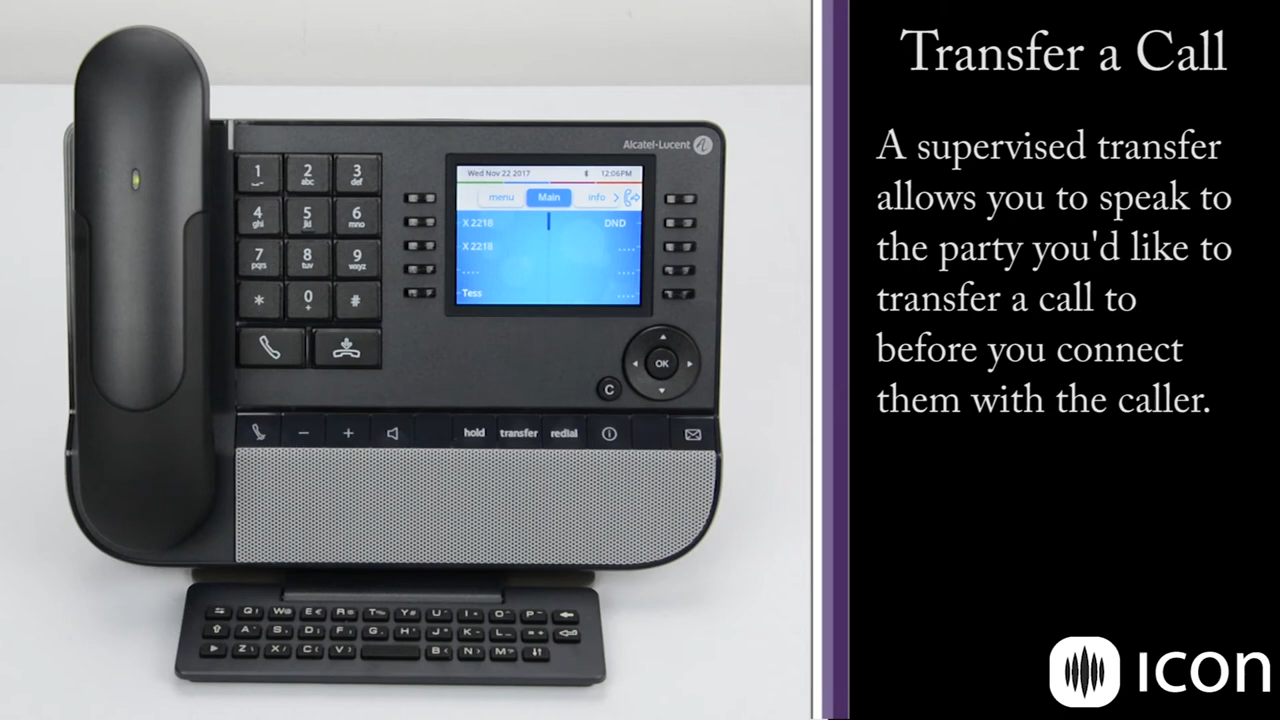 Transfer a Call
A supervised transfer
allows you to speak to
the party you'd like to
transfer a call to
before you connect
them with the caller.
ıcon
Alcatel-Lucent
Wed Nov 22 2017 12:06PM
menu Main info
X 2218 DND
X 2218 ....
.... ....
Tess ....
1 2 abc 3 def
4 ghi 5 jkl 6 mno
7 pqrs 8 tuv 9 wxyz
* 0 + #
OK
C
− + hold transfer redial i
Q W E R T Y U I O P
A S D F G H J K L
Z X C V B N M